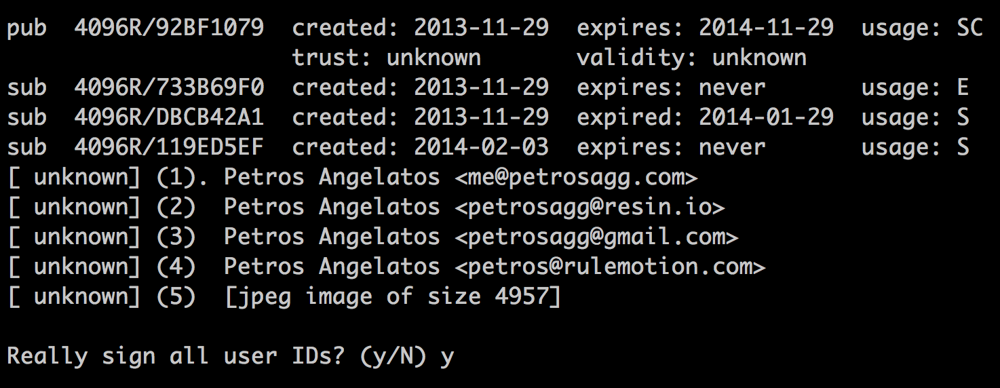 pub  4096R/92BF1079  created: 2013-11-29  expires: 2014-11-29  usage: SC
                     trust: unknown       validity: unknown
sub  4096R/733B69F0  created: 2013-11-29  expires: never       usage: E
sub  4096R/DBCB42A1  created: 2013-11-29  expired: 2014-01-29  usage: S
sub  4096R/119ED5EF  created: 2014-02-03  expires: never       usage: S
[ unknown] (1). Petros Angelatos <me@petrosagg.com>
[ unknown] (2)  Petros Angelatos <petrosagg@resin.io>
[ unknown] (3)  Petros Angelatos <petrosagg@gmail.com>
[ unknown] (4)  Petros Angelatos <petros@rulemotion.com>
[ unknown] (5)  [jpeg image of size 4957]

Really sign all user IDs? (y/N) y